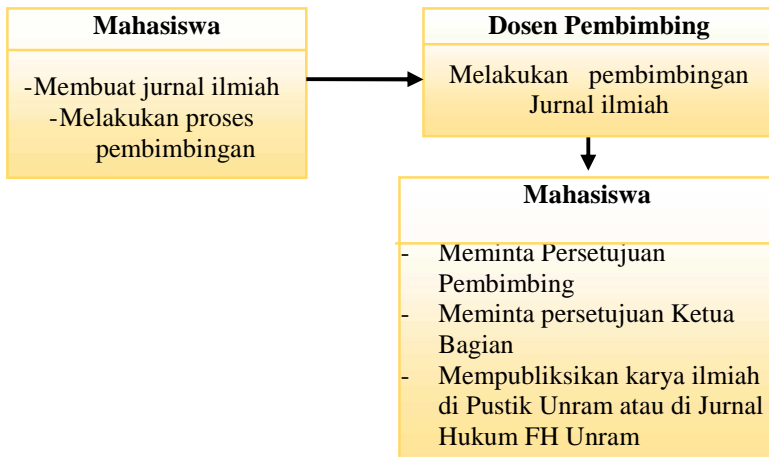 Mahasiswa
-Membuat jurnal ilmiah
-Melakukan proses
pembimbingan
Dosen Pembimbing
Melakukan pembimbingan
Jurnal ilmiah
Mahasiswa
- Meminta Persetujuan
Pembimbing
- Meminta persetujuan Ketua
Bagian
- Mempubliksikan karya ilmiah
di Pustik Unram atau di Jurnal
Hukum FH Unram